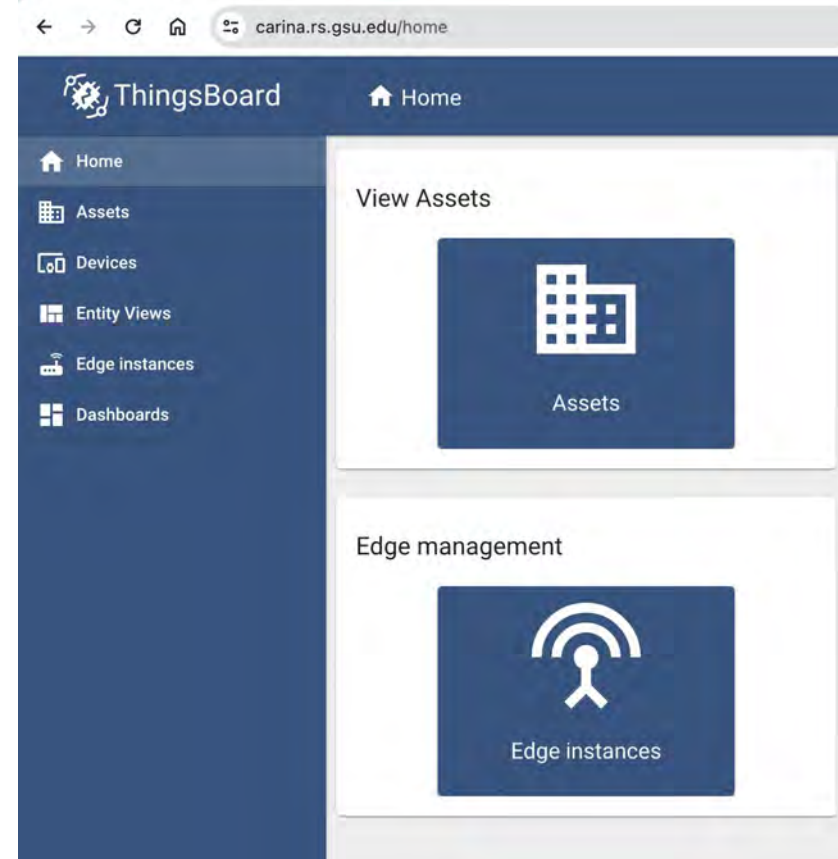 carina.rs.gsu.edu/home
ThingsBoard
Home
Home
Assets
Devices
Entity Views
Edge instances
Dashboards
View Assets
Assets
Edge management
Edge instances